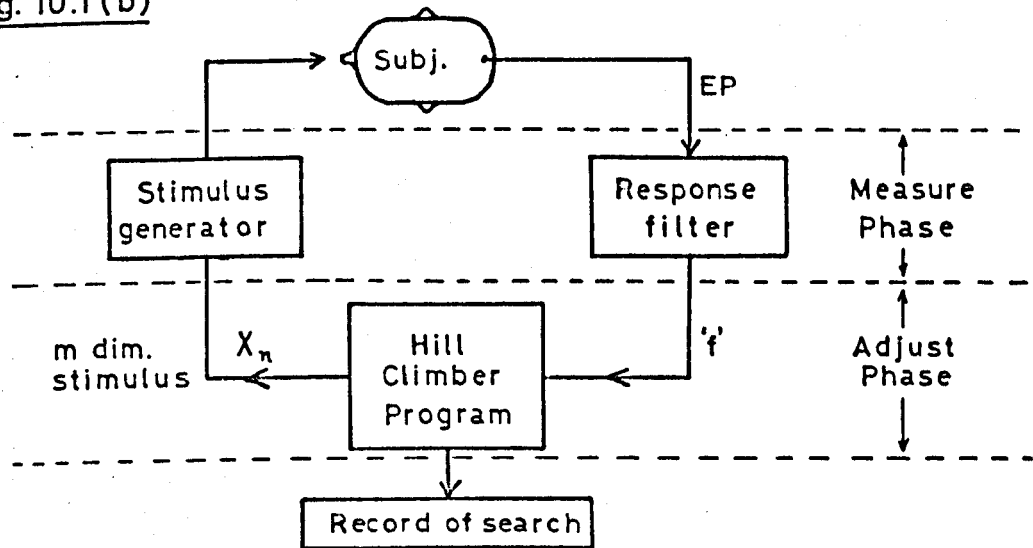 g. 10.1(b)
Subj.
EP
Stimulus
generator
Response
filter
Measure
Phase
m dim.
stimulus
Xn
Hill
Climber
Program
'f'
Adjust
Phase
Record of search